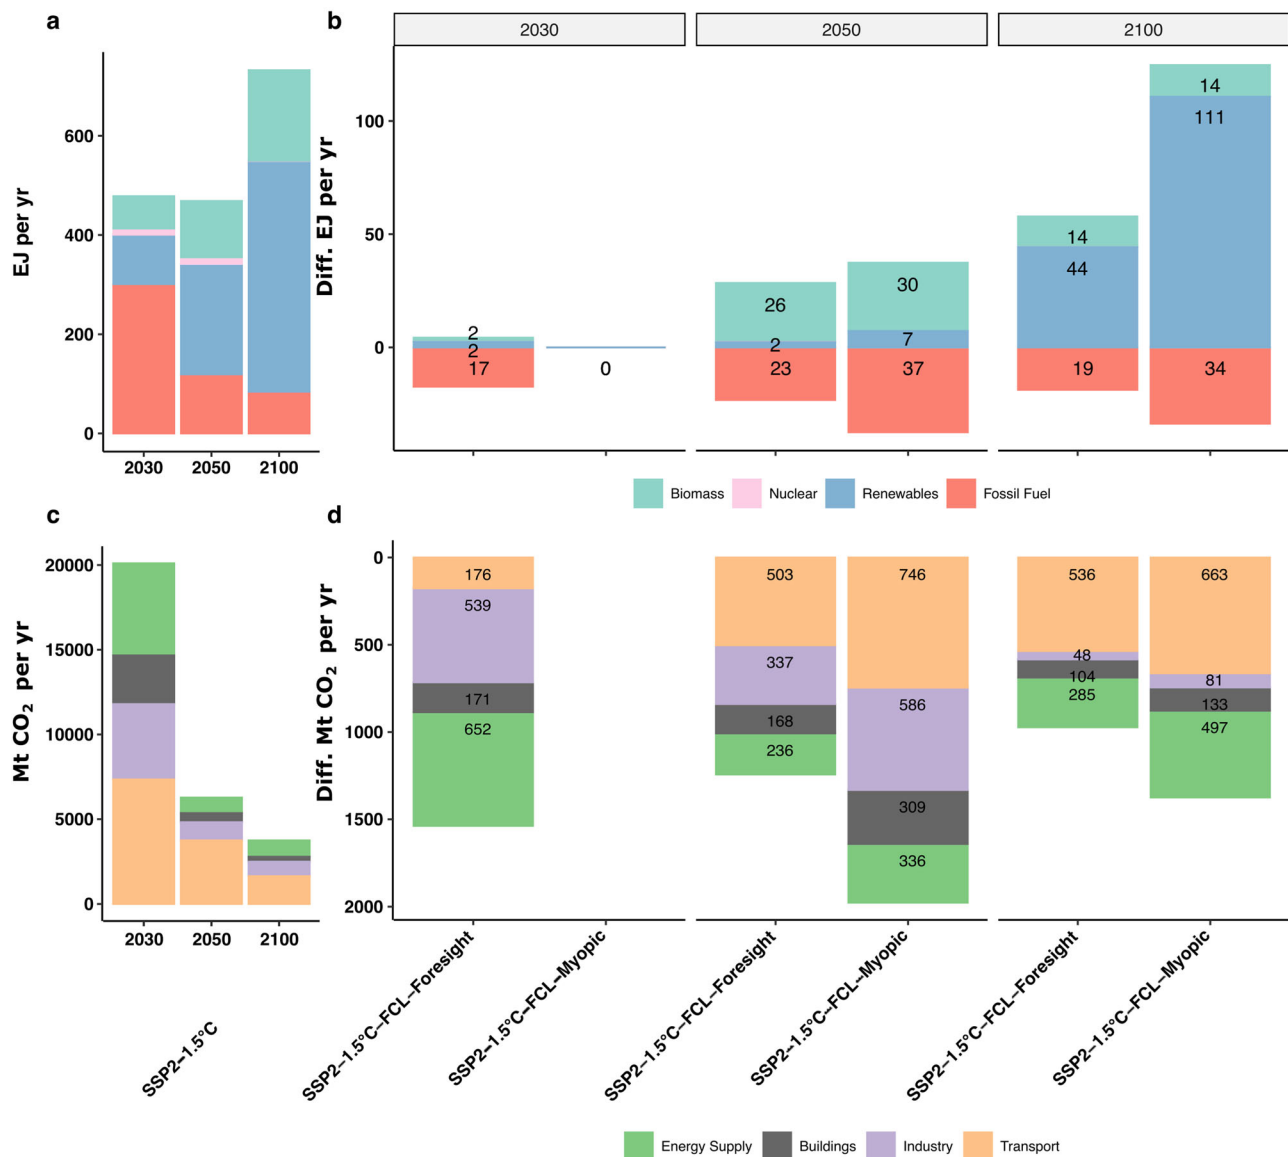 a
b
2030
2050
2100
EJ per yr
600
400
200
0
2030
2050
2100
Diff. EJ per yr
100
50
0
2
2
17
0
26
2
23
30
7
37
14
44
19
14
111
34
Biomass
Nuclear
Renewables
Fossil Fuel
c
d
Mt CO₂ per yr
20000
15000
10000
5000
0
2030
2050
2100
SSP2−1.5°C
Diff. Mt CO₂ per yr
0
500
1000
1500
2000
176
539
171
652
503
337
168
236
746
586
309
336
536
48
104
285
663
81
133
497
SSP2−1.5°C−FCL−Foresight
SSP2−1.5°C−FCL−Myopic
SSP2−1.5°C−FCL−Foresight
SSP2−1.5°C−FCL−Myopic
SSP2−1.5°C−FCL−Foresight
SSP2−1.5°C−FCL−Myopic
Energy Supply
Buildings
Industry
Transport